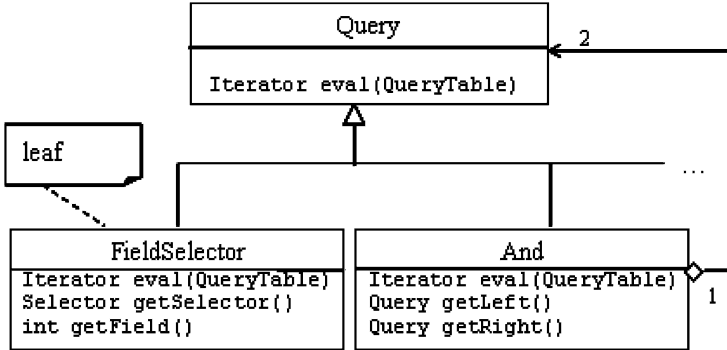 Query
2
Iterator eval(QueryTable)
leaf
...
FieldSelector
Iterator eval(QueryTable)
Selector getSelector()
int getField()
And
Iterator eval(QueryTable)
Query getLeft()
Query getRight()
1